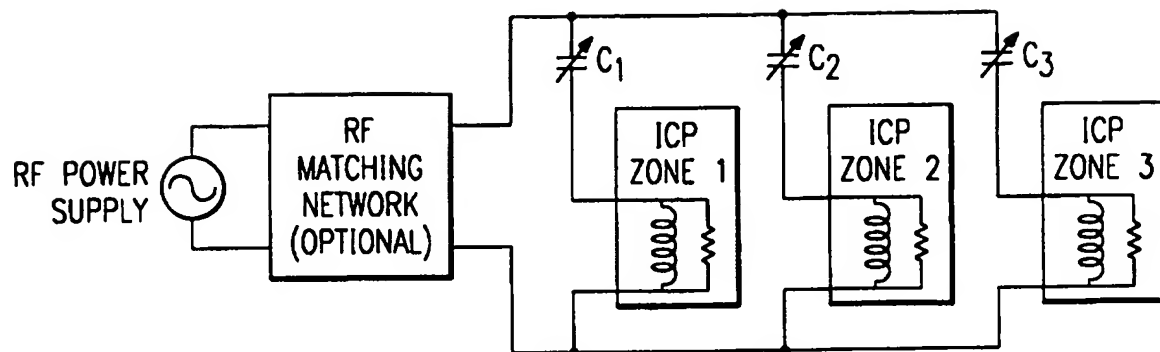 RF POWER
SUPPLY
RF
MATCHING
NETWORK
(OPTIONAL)
C1
C2
C3
ICP
ZONE 1
ICP
ZONE 2
ICP
ZONE 3